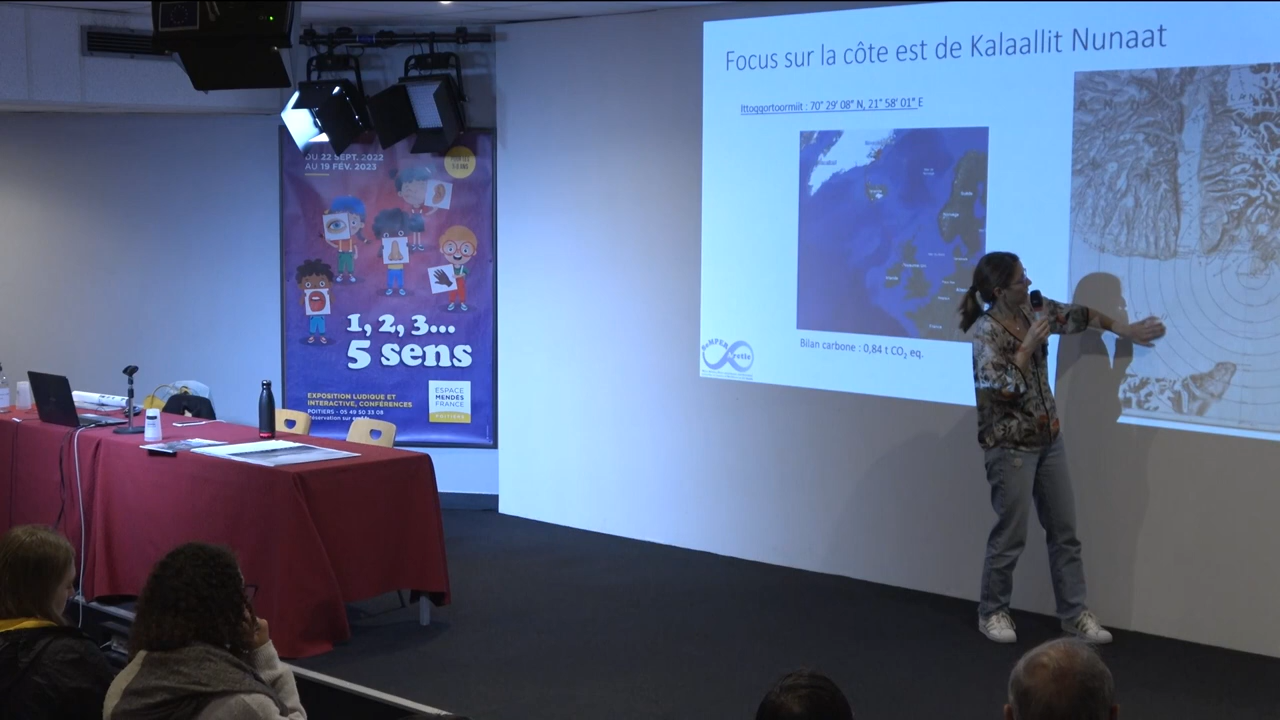 Focus sur la côte est de Kalaallit Nunaat
Ittoqqortoormiit : 70° 29' 08" N, 21° 58' 01" E
Bilan carbone : 0,84 t CO₂ eq.
DU 22 SEPT. 2022
AU 19 FÉV. 2023
1, 2, 3...
5 sens
EXPOSITION LUDIQUE ET
INTERACTIVE, CONFÉRENCES
POITIERS - 05 49 50 33 08
ESPACE
MENDÈS
FRANCE
POITIERS